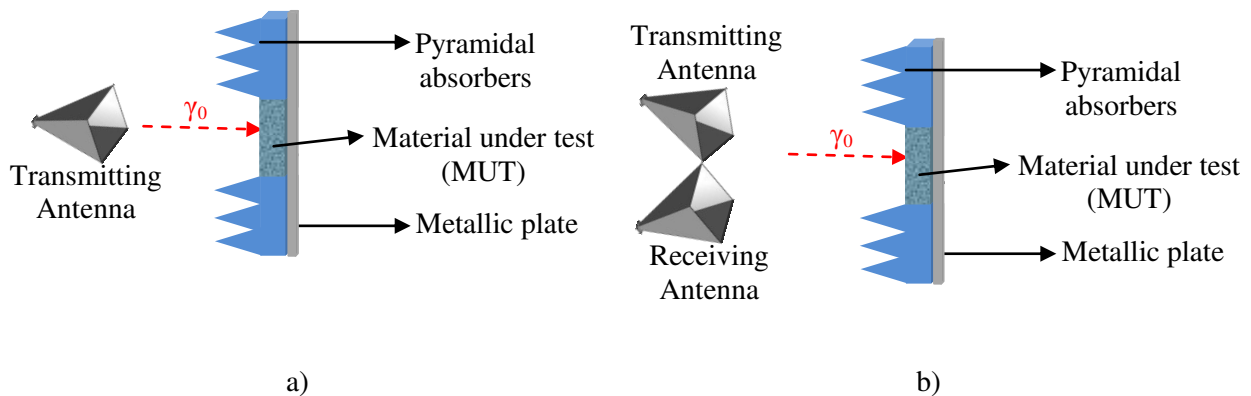 Pyramidal
absorbers
γ0
Material under test
(MUT)
Transmitting
Antenna
Metallic plate
a)
Transmitting
Antenna
Pyramidal
absorbers
γ0
Material under test
(MUT)
Receiving
Antenna
Metallic plate
b)